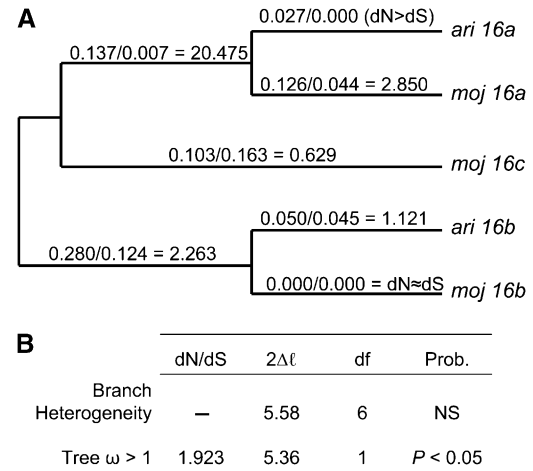 A
0.027/0.000 (dN>dS)
ari 16a
0.137/0.007 = 20.475
0.126/0.044 = 2.850
moj 16a
0.103/0.163 = 0.629
moj 16c
0.050/0.045 = 1.121
ari 16b
0.280/0.124 = 2.263
0.000/0.000 = dN≈dS
moj 16b
B
dN/dS 2Δℓ df Prob.
Branch
Heterogeneity – 5.58 6 NS
Tree ω > 1 1.923 5.36 1 P < 0.05